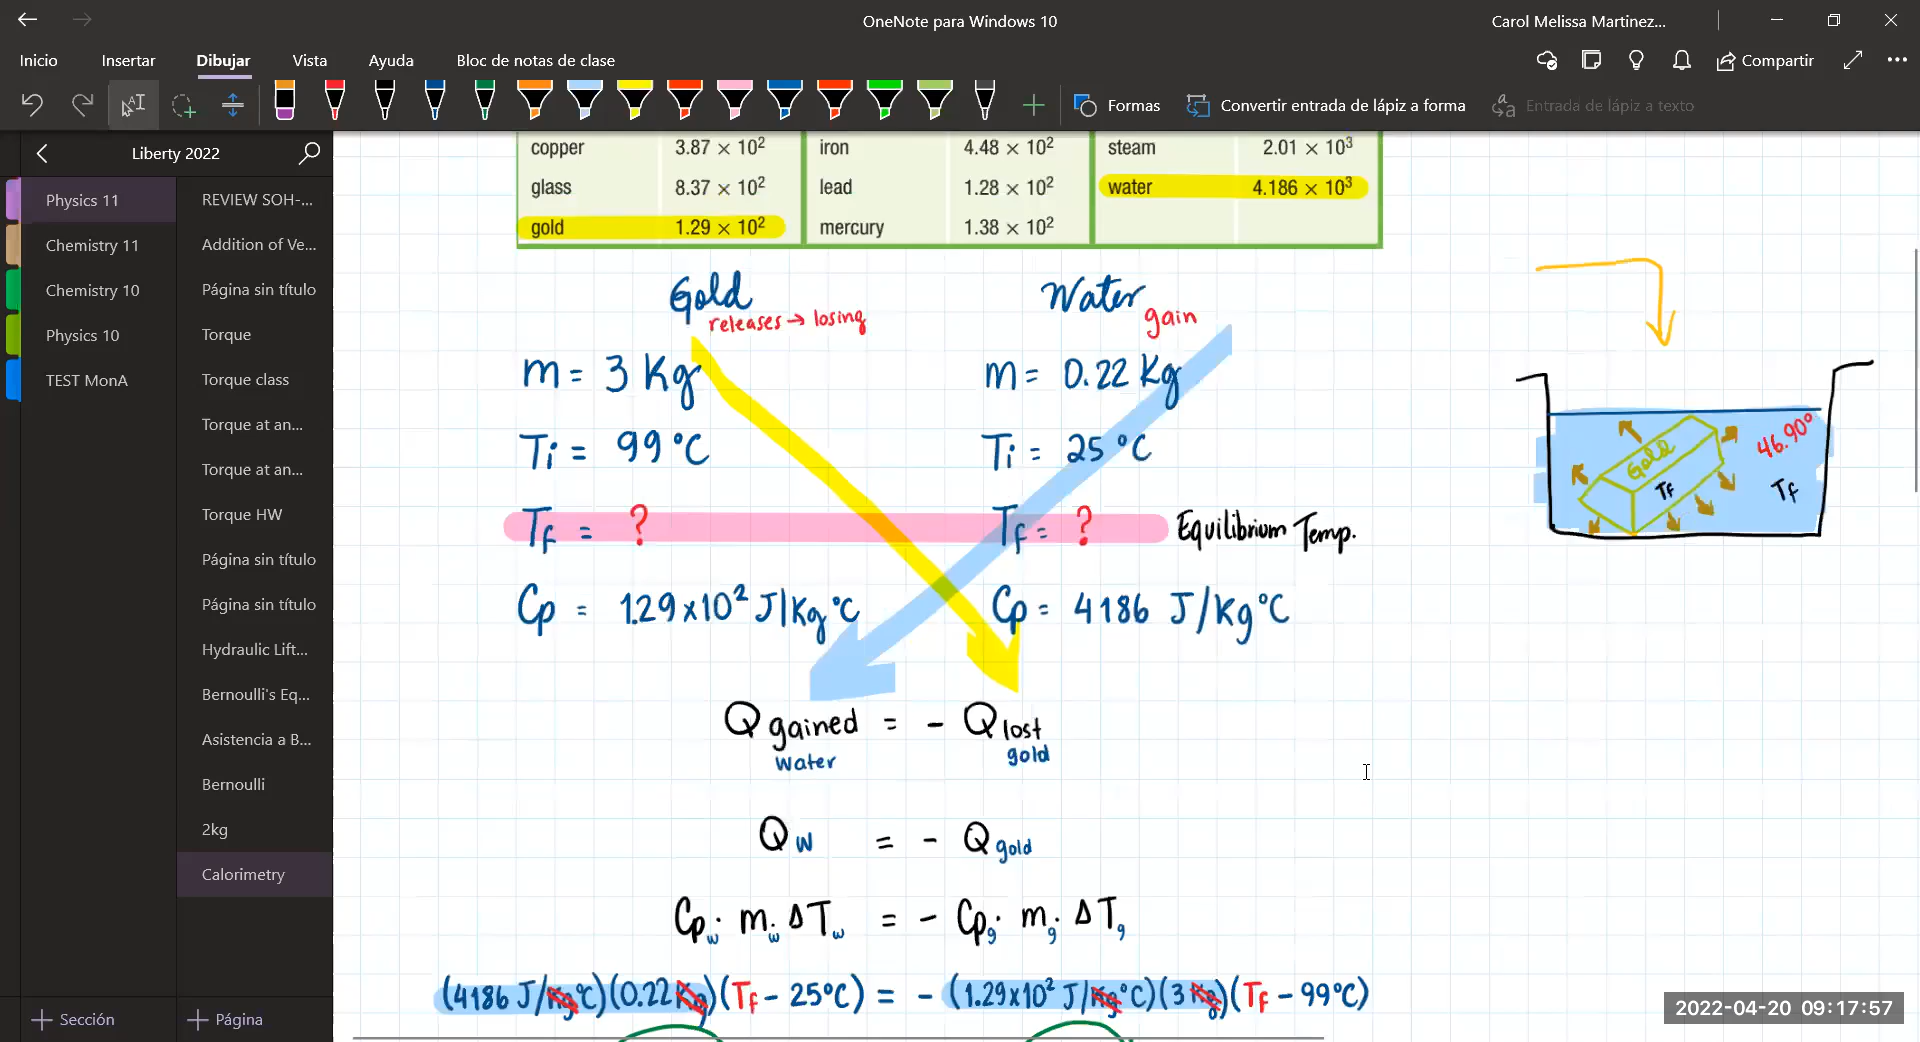 OneNote para Windows 10
Carol Melissa Martinez...
Inicio
Insertar
Dibujar
Vista
Ayuda
Bloc de notas de clase
Compartir
Formas
Convertir entrada de lápiz a forma
Entrada de lápiz a texto
Liberty 2022
Physics 11
Chemistry 11
Chemistry 10
Physics 10
TEST MonA
REVIEW SOH-...
Addition of Ve...
Página sin título
Torque
Torque class
Torque at an...
Torque at an...
Torque HW
Página sin título
Página sin título
Hydraulic Lift...
Bernoulli's Eq...
Asistencia a B...
Bernoulli
2kg
Calorimetry
Sección
Página
copper 3.87 × 10² iron 4.48 × 10² steam 2.01 × 10³
glass 8.37 × 10² lead 1.28 × 10² water 4.186 × 10³
gold 1.29 × 10² mercury 1.38 × 10²
Gold Water
releases → losing gain
m = 3 Kg m = 0.22 Kg
Ti = 99 °C Ti = 25 °C
Tf = ? Tf = ? Equilibrium Temp.
Cp = 1.29×10² J/Kg°C Cp = 4186 J/Kg°C
Q gained = - Q lost
water gold
Qw = - Q gold
Cpw · mw · ΔTw = - Cpg · mg · ΔTg
(4186 J/Kg°C)(0.22 Kg)(Tf - 25°C) = - (1.29×10² J/Kg°C)(3 Kg)(Tf - 99°C)
Gold
Tf
46.90°
Tf
2022-04-20 09:17:57